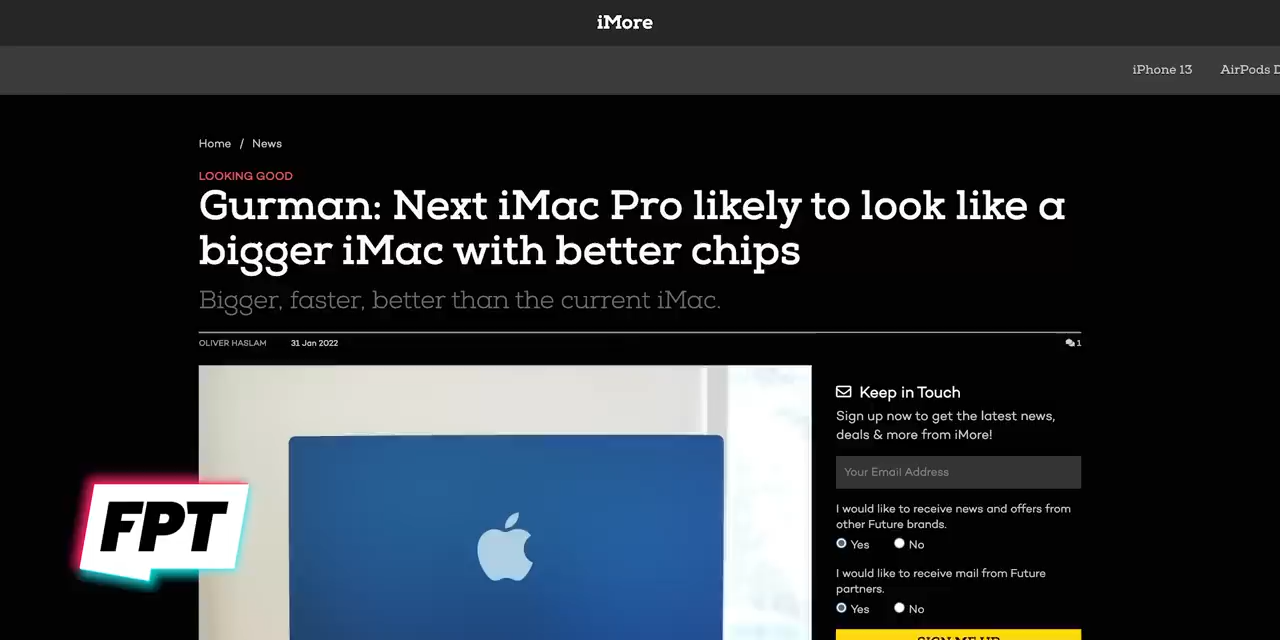 iMore
iPhone 13
AirPods D
Home / News
LOOKING GOOD
Gurman: Next iMac Pro likely to look like a
bigger iMac with better chips
Bigger, faster, better than the current iMac.
OLIVER HASLAM 31 Jan 2022
1
Keep in Touch
Sign up now to get the latest news,
deals & more from iMore!
Your Email Address
I would like to receive news and offers from
other Future brands.
Yes No
I would like to receive mail from Future
partners.
Yes No
SIGN ME UP
FPT